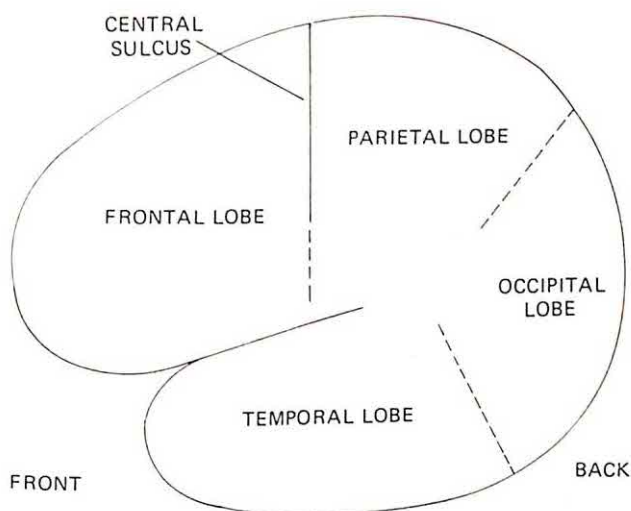 CENTRAL
SULCUS
PARIETAL LOBE
FRONTAL LOBE
OCCIPITAL
LOBE
TEMPORAL LOBE
FRONT
BACK